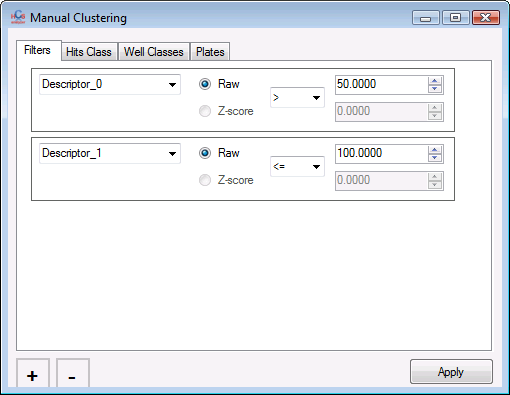 Manual Clustering
Filters Hits Class Well Classes Plates
Descriptor_0 Raw > 50.0000
Z-score 0.0000
Descriptor_1 Raw <= 100.0000
Z-score 0.0000
+ - Apply